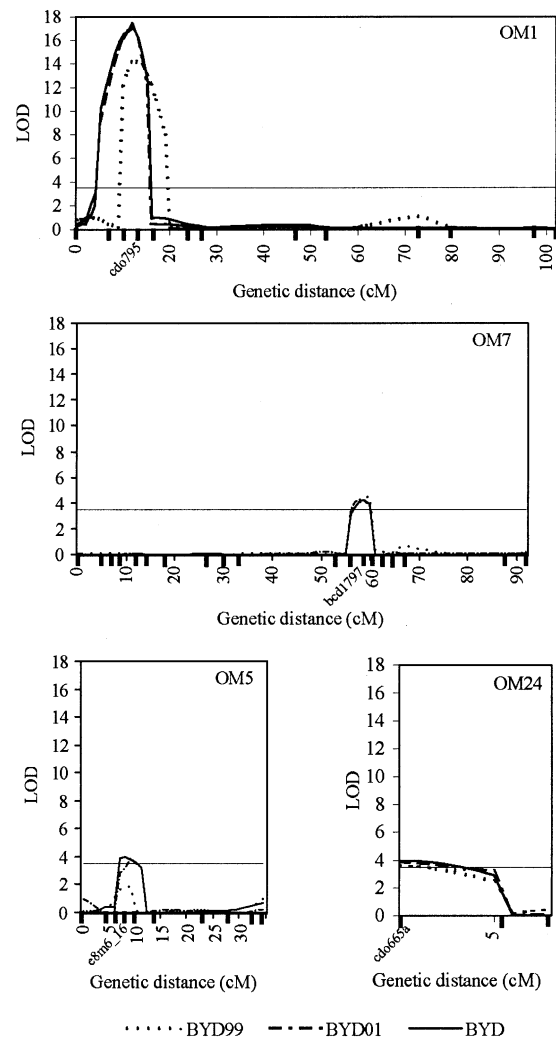 OM1
18
16
14
12
10
8
6
4
2
0
LOD
0 10 20 30 40 50 60 70 80 90 100
cdo795
Genetic distance (cM)
OM7
18
16
14
12
10
8
6
4
2
0
LOD
0 10 20 30 40 50 60 70 80 90
bcd1797
Genetic distance (cM)
OM5
18
16
14
12
10
8
6
4
2
0
LOD
0 5 10 15 20 25 30
e8m6_16
Genetic distance (cM)
OM24
18
16
14
12
10
8
6
4
2
0
LOD
5
cdo665a
Genetic distance (cM)
BYD99 BYD01 BYD